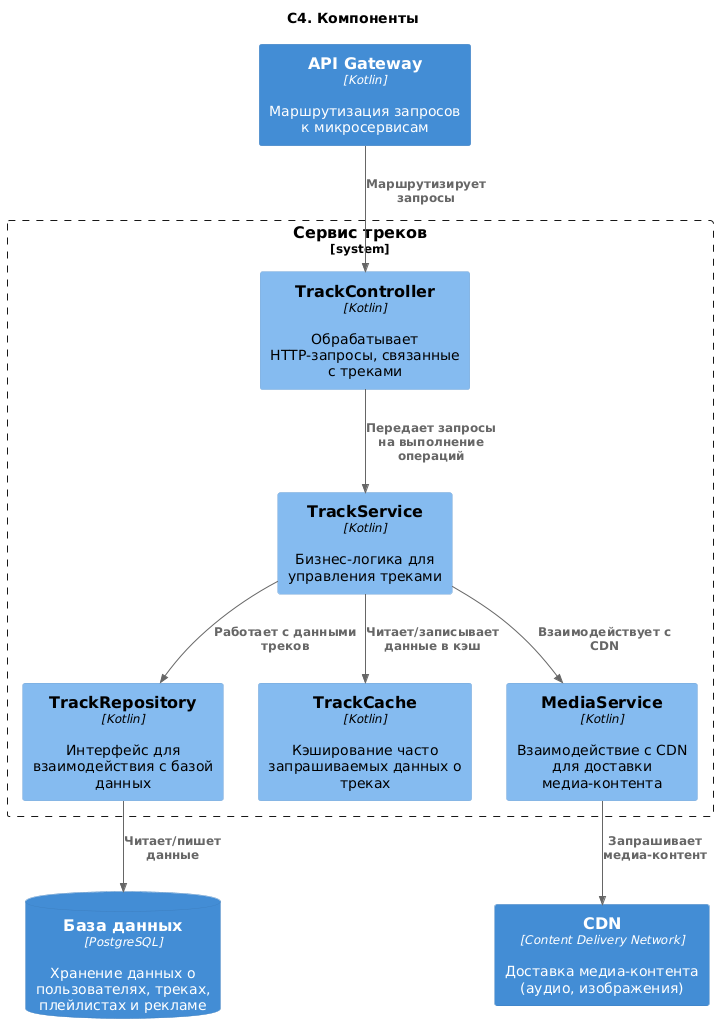 C4. Компоненты
API Gateway
[Kotlin]
Маршрутизация запросов
к микросервисам
Маршрутизирует
запросы
Сервис треков
[system]
TrackController
[Kotlin]
Обрабатывает
HTTP-запросы, связанные
с треками
Передает запросы
на выполнение
операций
TrackService
[Kotlin]
Бизнес-логика для
управления треками
Работает с данными
треков
Читает/записывает
данные в кэш
Взаимодействует с
CDN
TrackRepository
[Kotlin]
Интерфейс для
взаимодействия с базой
данных
TrackCache
[Kotlin]
Кэширование часто
запрашиваемых данных о
треках
MediaService
[Kotlin]
Взаимодействие с CDN
для доставки
медиа-контента
Читает/пишет
данные
Запрашивает
медиа-контент
База данных
[PostgreSQL]
Хранение данных о
пользователях, треках,
плейлистах и рекламе
CDN
[Content Delivery Network]
Доставка медиа-контента
(аудио, изображения)